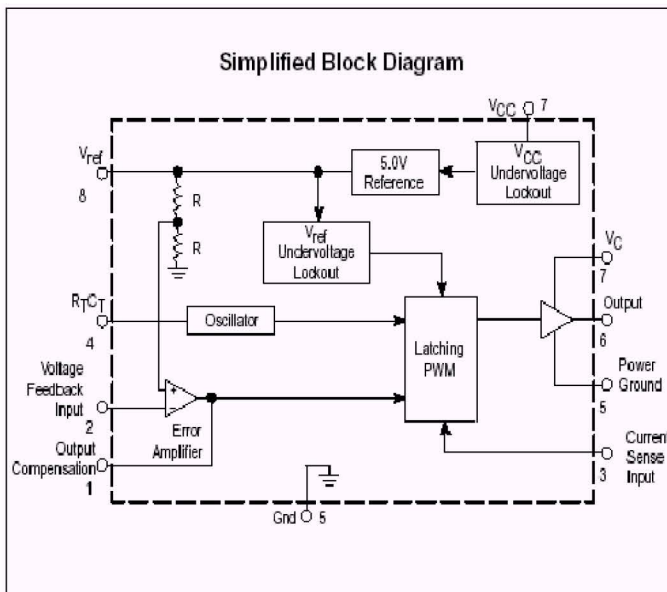 Simplified Block Diagram
VCC 7
Vref
8
R
R
5.0V
Reference
VCC
Undervoltage
Lockout
Vref
Undervoltage
Lockout
VC
7
RTCT
4
Oscillator
Latching
PWM
Output
6
Voltage
Feedback
Input
2
+
-
Error
Amplifier
Power
Ground
5
Output
Compensation
1
Current
Sense
Input
3
Gnd 5